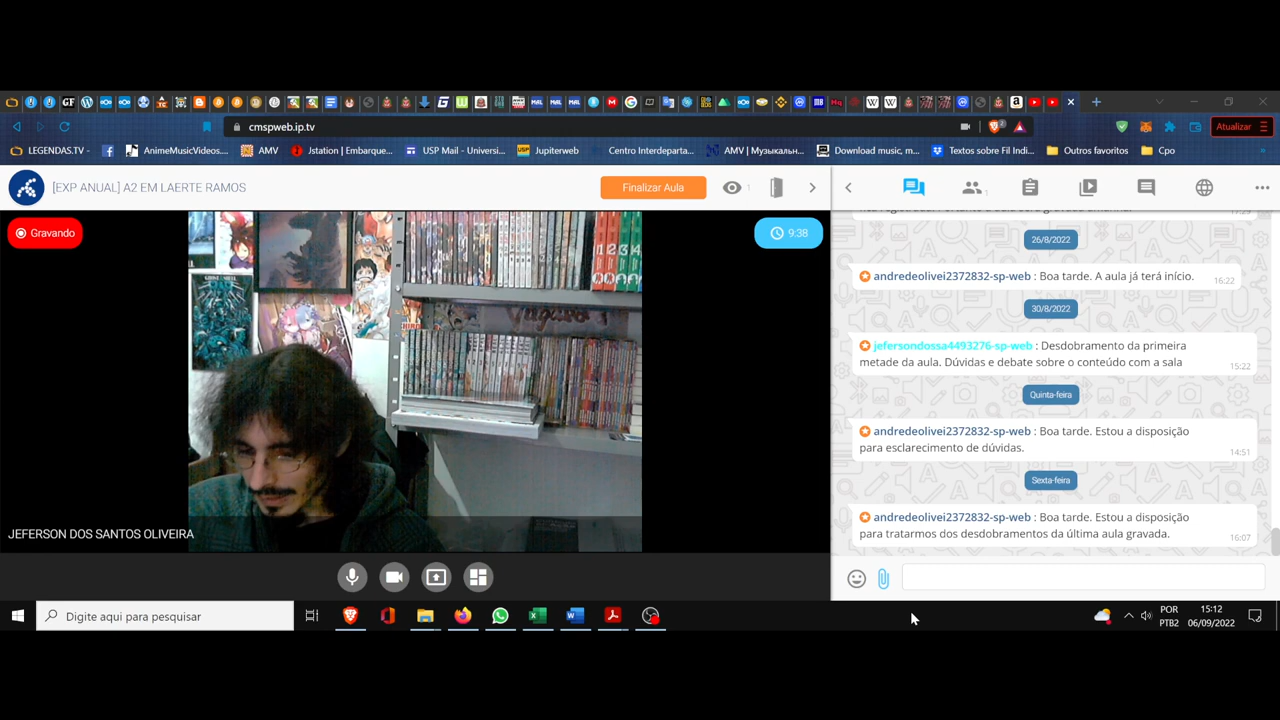 cmspweb.ip.tv
2
Atualizar
LEGENDAS.TV -
AnimeMusicVideos...
AMV
Jstation | Embarque...
USP Mail - Universi...
USP
Jupiterweb
Centro Interdeparta...
AMV | Музыкальн...
Download music, m...
Textos sobre Fil Indi...
Outros favoritos
Cpo
[EXP ANUAL] A2 EM LAERTE RAMOS
Finalizar Aula
1
1
Gravando
9:38
26/8/2022
andredeolivei2372832-sp-web : Boa tarde. A aula já terá início.
16:22
30/8/2022
jefersondossa4493276-sp-web : Desdobramento da primeira
metade da aula. Dúvidas e debate sobre o conteúdo com a sala
15:22
Quinta-feira
andredeolivei2372832-sp-web : Boa tarde. Estou a disposição
para esclarecimento de dúvidas.
14:51
Sexta-feira
andredeolivei2372832-sp-web : Boa tarde. Estou a disposição
para tratarmos dos desdobramentos da última aula gravada.
16:07
JEFERSON DOS SANTOS OLIVEIRA
Digite aqui para pesquisar
POR
PTB2
15:12
06/09/2022